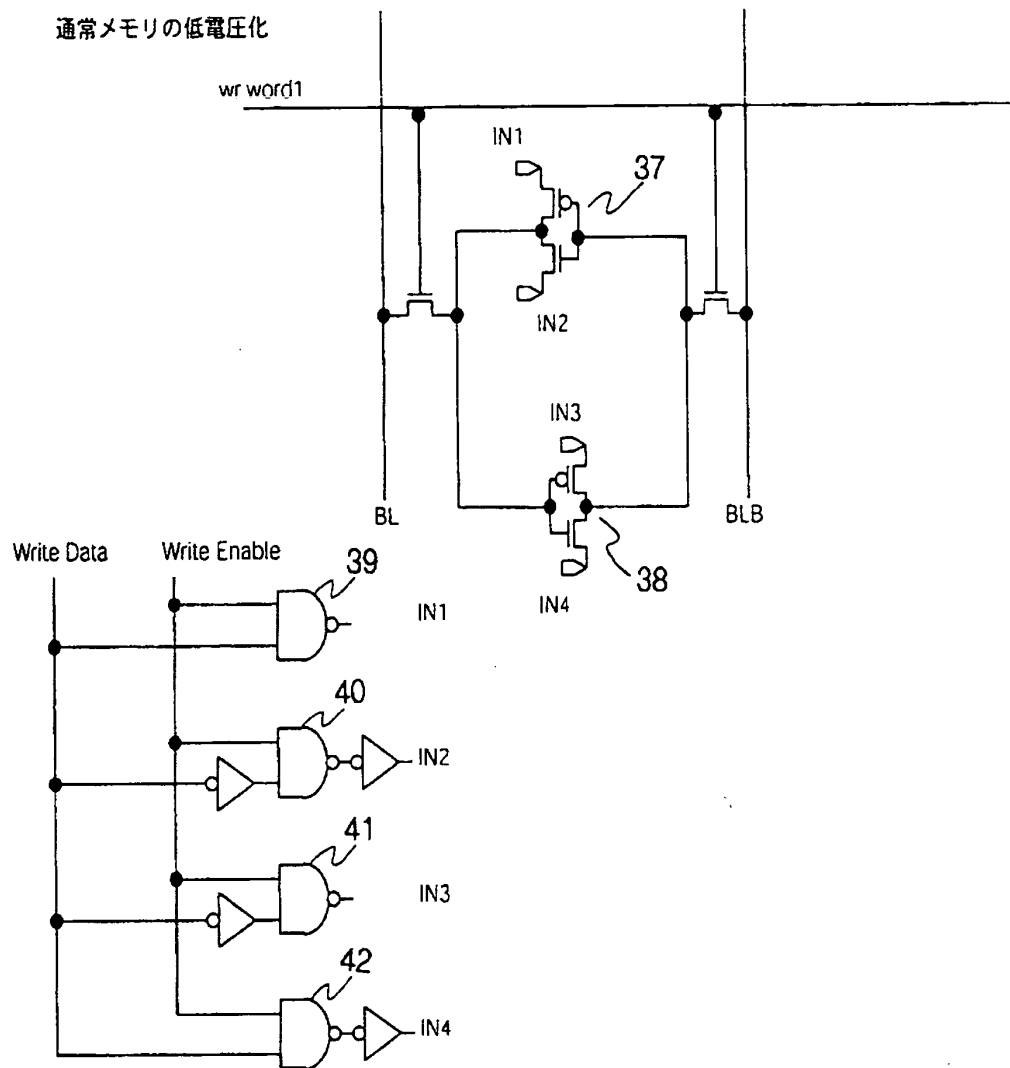 通常メモリの低電圧化
wr word1
IN1
37
IN2
IN3
38
IN4
BL
BLB
Write Data
Write Enable
39
IN1
40
IN2
41
IN3
42
IN4